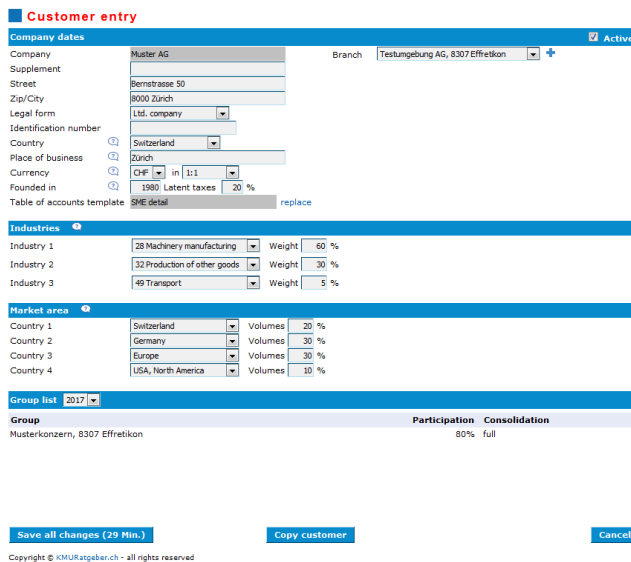 Customer entry
Company dates Active
Company Muster AG Branch Testumgebung AG, 8307 Effretikon
Supplement
Street Bernstrasse 50
Zip/City 8000 Zürich
Legal form Ltd. company
Identification number
Country Switzerland
Place of business Zürich
Currency CHF in 1:1
Founded in 1980 Latent taxes 20 %
Table of accounts template SME detail replace
Industries
Industry 1 28 Machinery manufacturing Weight 60 %
Industry 2 32 Production of other goods Weight 30 %
Industry 3 49 Transport Weight 5 %
Market area
Country 1 Switzerland Volumes 20 %
Country 2 Germany Volumes 30 %
Country 3 Europe Volumes 30 %
Country 4 USA, North America Volumes 10 %
Group list 2017
Group Participation Consolidation
Musterkonzern, 8307 Effretikon 80% full
Save all changes (29 Min.) Copy customer Cancel
Copyright © KMURatgeber.ch - all rights reserved